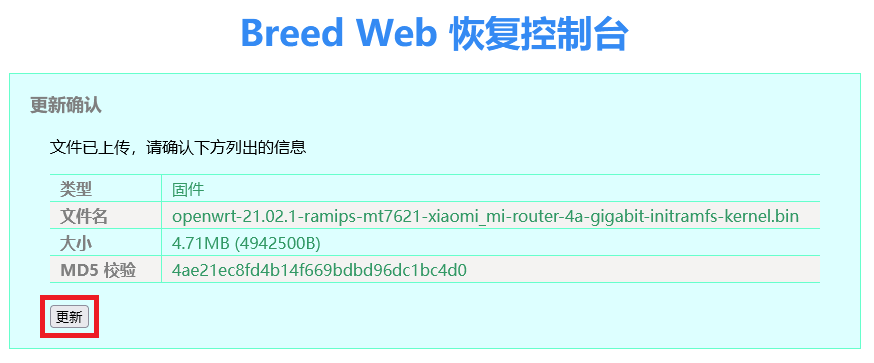 Breed Web 恢复控制台
更新确认
文件已上传，请确认下方列出的信息
类型 固件
文件名 openwrt-21.02.1-ramips-mt7621-xiaomi_mi-router-4a-gigabit-initramfs-kernel.bin
大小 4.71MB (4942500B)
MD5 校验 4ae21ec8fd4b14f669bdbd96dc1bc4d0
更新